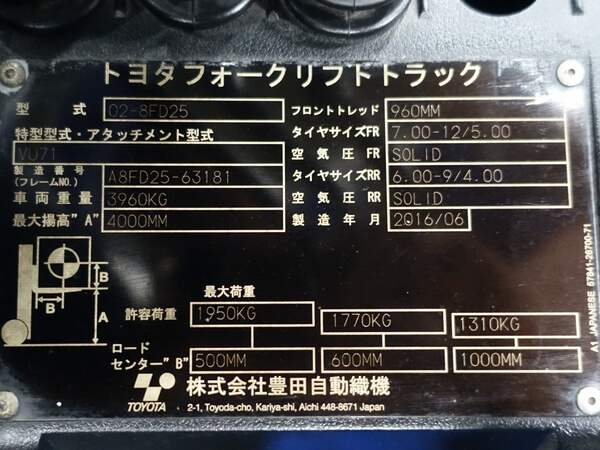 トヨタフォークリフトトラック
型 式 02-8FD25 フロントトレッド 960MM
特型型式・アタッチメント型式 タイヤサイズFR 7.00-12/5.00
VU71 空気圧 FR SOLID
製造番号
(フレームNO.) A8FD25-63181 タイヤサイズRR 6.00-9/4.00
車両重量 3960KG 空気圧 RR SOLID
最大揚高"A" 4000MM 製造年月 2016/06
B
B
A
最大荷重
許容荷重 1950KG 1770KG 1310KG
ロード
センター"B" 500MM 600MM 1000MM
TOYOTA 株式会社豊田自動織機
2-1, Toyoda-cho, Kariya-shi, Aichi 448-8671 Japan
A1 JAPANESE 57841-26700-71